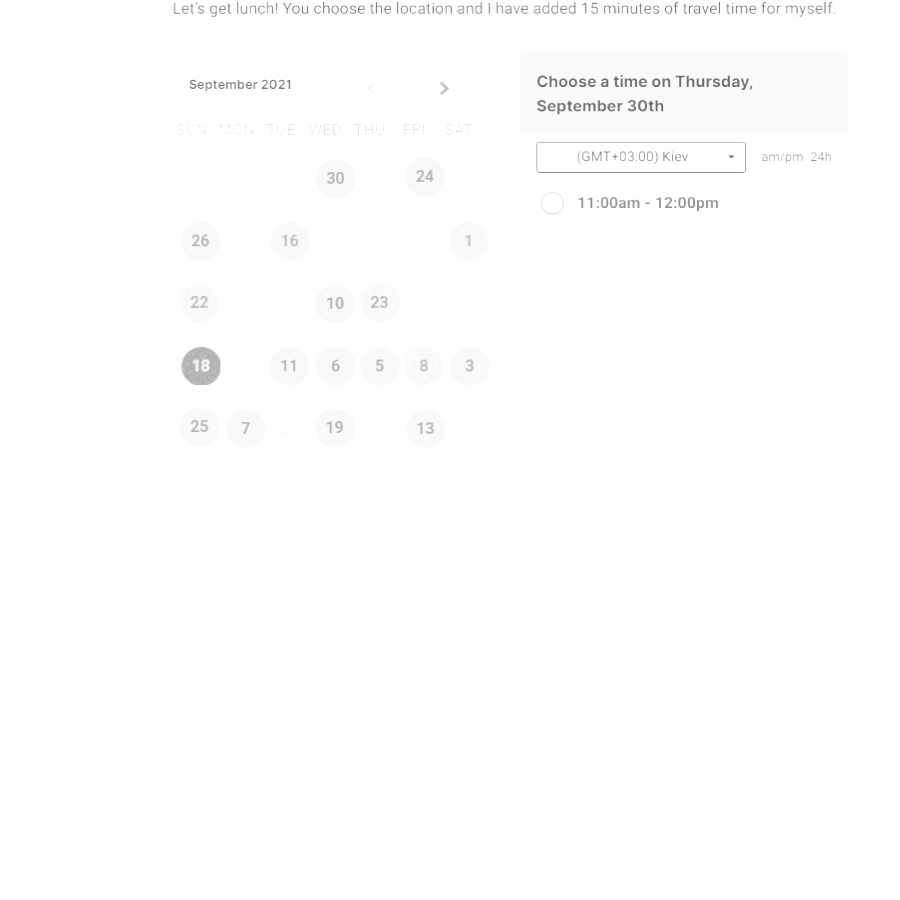 Let's get lunch! You choose the location and I have added 15 minutes of travel time for myself.
September 2021
SUN MON TUE WED THU FRI SAT
30 24
26 16 1
22 10 23
18 11 6 5 8 3
25 7 19 13
Choose a time on Thursday,
September 30th
(GMT+03:00) Kiev am/pm 24h
11:00am - 12:00pm